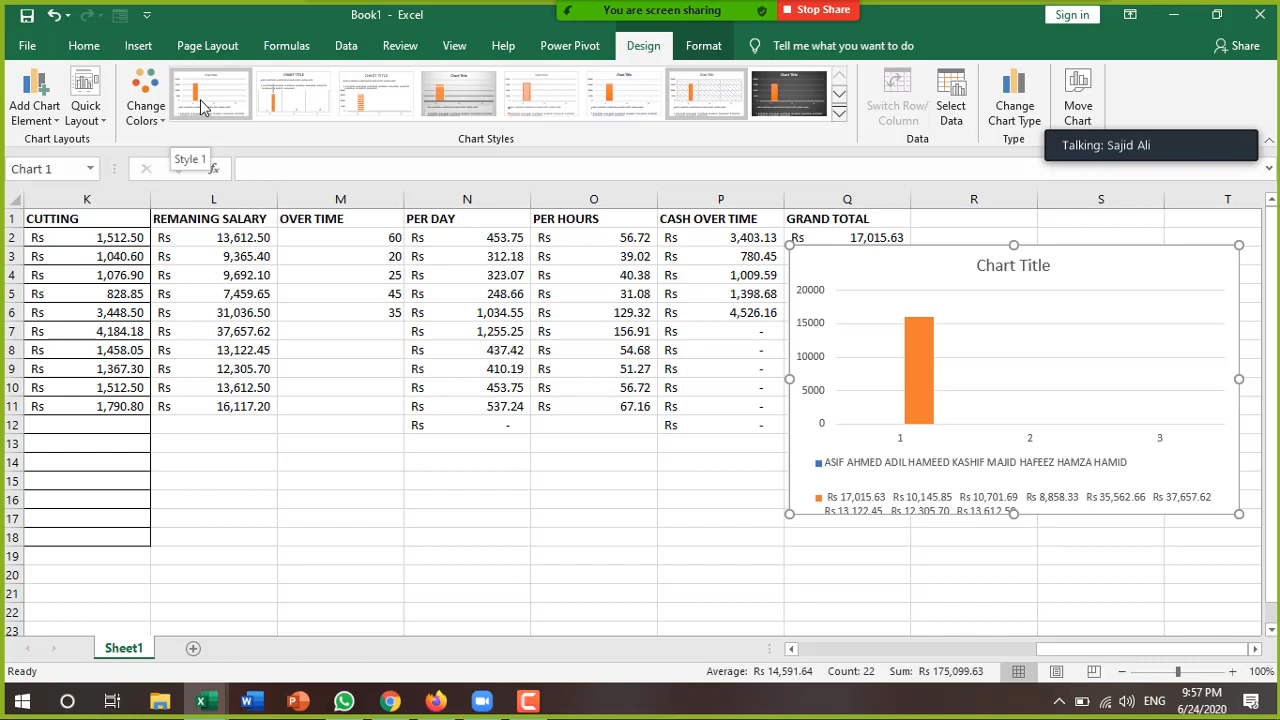 Book1 - Excel
You are screen sharing
Stop Share
Sign in
File Home Insert Page Layout Formulas Data Review View Help Power Pivot Design Format Tell me what you want to do Share
Add Chart Element
Quick Layout
Change Colors
Switch Row/ Column
Select Data
Change Chart Type
Move Chart
Chart Layouts Chart Styles Data Type
Talking: Sajid Ali
Style 1
Chart 1 fx
K L M N O P Q R S T
1 CUTTING REMANING SALARY OVER TIME PER DAY PER HOURS CASH OVER TIME GRAND TOTAL
2 Rs 1,512.50 Rs 13,612.50 60 Rs 453.75 Rs 56.72 Rs 3,403.13 Rs 17,015.63
3 Rs 1,040.60 Rs 9,365.40 20 Rs 312.18 Rs 39.02 Rs 780.45
4 Rs 1,076.90 Rs 9,692.10 25 Rs 323.07 Rs 40.38 Rs 1,009.59
5 Rs 828.85 Rs 7,459.65 45 Rs 248.66 Rs 31.08 Rs 1,398.68
6 Rs 3,448.50 Rs 31,036.50 35 Rs 1,034.55 Rs 129.32 Rs 4,526.16
7 Rs 4,184.18 Rs 37,657.62 Rs 1,255.25 Rs 156.91 Rs -
8 Rs 1,458.05 Rs 13,122.45 Rs 437.42 Rs 54.68 Rs -
9 Rs 1,367.30 Rs 12,305.70 Rs 410.19 Rs 51.27 Rs -
10 Rs 1,512.50 Rs 13,612.50 Rs 453.75 Rs 56.72 Rs -
11 Rs 1,790.80 Rs 16,117.20 Rs 537.24 Rs 67.16 Rs -
12 Rs - Rs -
13
14
15
16
17
18
19
20
21
22
23
Chart Title
20000
15000
10000
5000
0
1 2 3
ASIF AHMED ADIL HAMEED KASHIF MAJID HAFEEZ HAMZA HAMID
Rs 17,015.63 Rs 10,145.85 Rs 10,701.69 Rs 8,858.33 Rs 35,562.66 Rs 37,657.62
Rs 13,122.45 Rs 12,305.70 Rs 13,612.50
Sheet1
Ready Average: Rs 14,591.64 Count: 22 Sum: Rs 175,099.63 100%
ENG
9:57 PM
6/24/2020